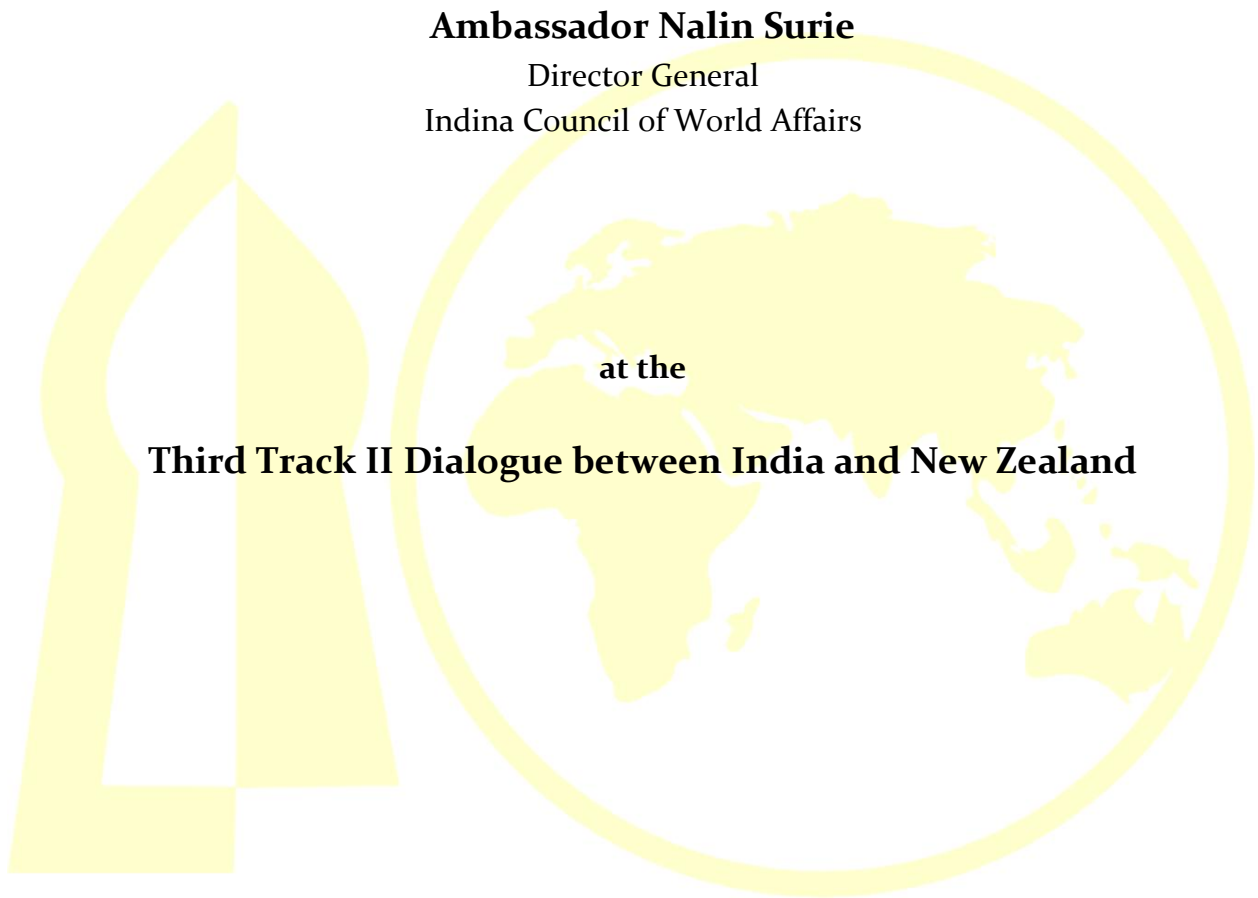 Ambassador Nalin Surie
Director General
Indina Council of World Affairs
at the
Third Track II Dialogue between India and New Zealand